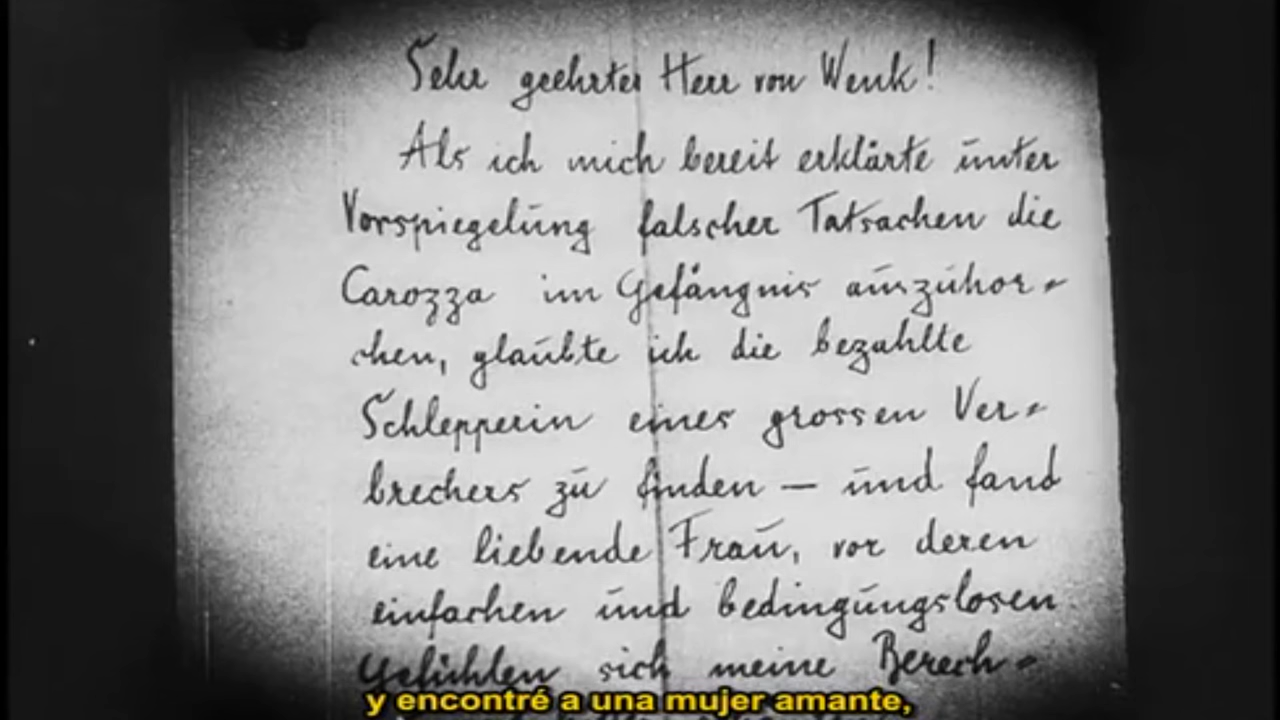 Sehr geehrter Herr von Wenk!
Als ich mich bereit erklärte unter
Vorspiegelung falscher Tatsachen die
Carozza im Gefängnis auszuhor-
chen, glaubte ich die bezahlte
Schlepperin eines grossen Ver-
brechers zu finden — und fand
eine liebende Frau, vor deren
einfachen und bedingungslosen
Gefühlen sich meine Berech-
y encontré a una mujer amante,